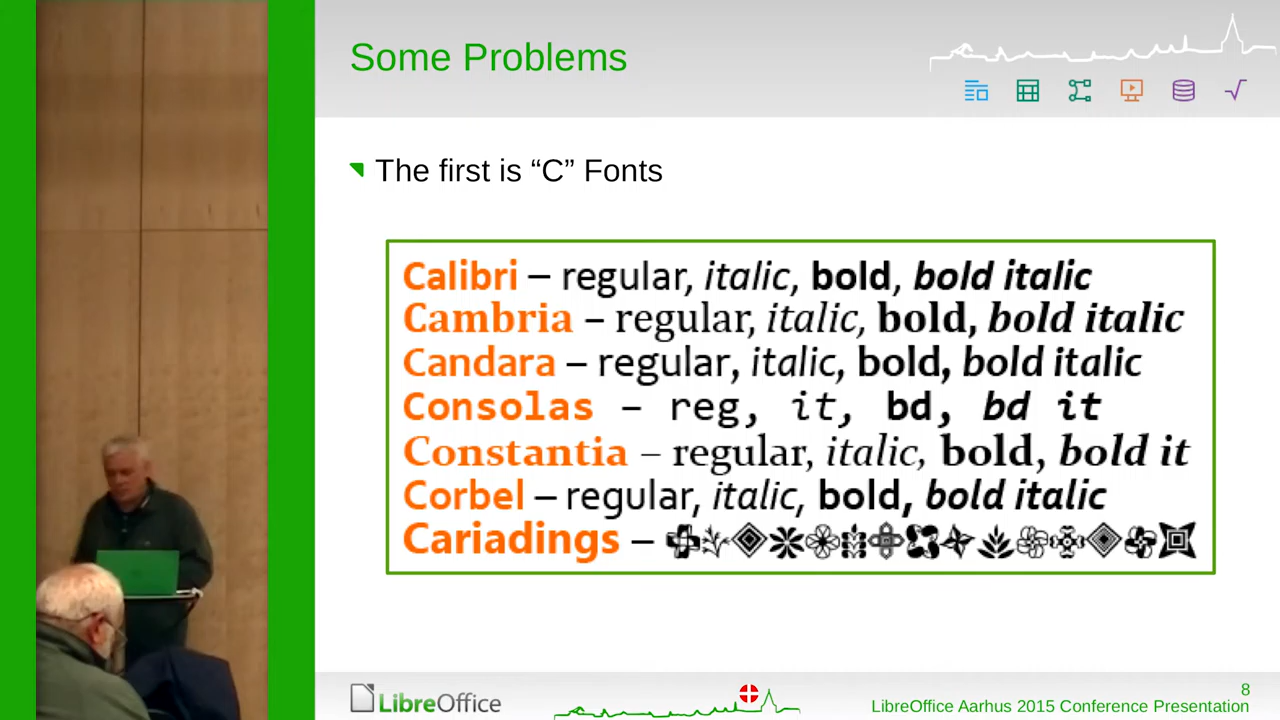 Some Problems
The first is “C” Fonts
Calibri – regular, italic, bold, bold italic
Cambria – regular, italic, bold, bold italic
Candara – regular, italic, bold, bold italic
Consolas – reg, it, bd, bd it
Constantia – regular, italic, bold, bold it
Corbel – regular, italic, bold, bold italic
Cariadings –
LibreOffice
8
LibreOffice Aarhus 2015 Conference Presentation